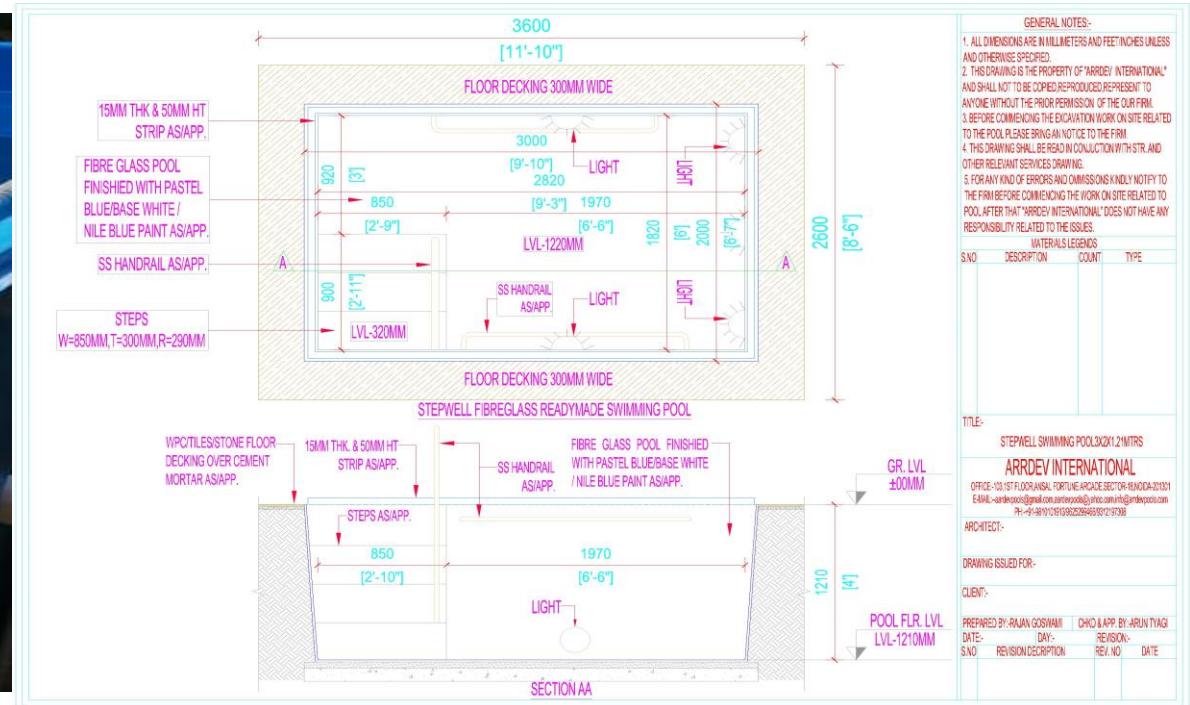 3600
[11'-10"]
FLOOR DECKING 300MM WIDE
15MM THK & 50MM HT
STRIP AS/APP.
FIBRE GLASS POOL
FINISHIED WITH PASTEL
BLUE/BASE WHITE /
NILE BLUE PAINT AS/APP.
SS HANDRAIL AS/APP.
STEPS
W=850MM,T=300MM,R=290MM
3000
[9'-10"]
2820
[9'-3"]
LIGHT
LIGHT
920
[3']
850
[2'-9"]
1970
[6'-6"]
LVL-1220MM
1820
[6']
2000
[6'-7"]
2600
[8'-6"]
A
A
900
[2'-11"]
LVL-320MM
SS HANDRAIL
AS/APP.
LIGHT
LIGHT
FLOOR DECKING 300MM WIDE
STEPWELL FIBREGLASS READYMADE SWIMMING POOL
WPC/TILES/STONE FLOOR
DECKING OVER CEMENT
MORTAR AS/APP.
15MM THK. & 50MM HT
STRIP AS/APP.
SS HANDRAIL
AS/APP.
FIBRE GLASS POOL FINISHIED
WITH PASTEL BLUE/BASE WHITE
/ NILE BLUE PAINT AS/APP.
GR. LVL
±00MM
STEPS AS/APP.
850
[2'-10"]
1970
[6'-6"]
1210
[4']
LIGHT
POOL FLR. LVL
LVL-1210MM
SECTION AA
GENERAL NOTES:-
1. ALL DIMENSIONS ARE IN MILLIMETERS AND FEET/INCHES UNLESS
AND OTHERWISE SPECIFIED.
2. THIS DRAWING IS THE PROPERTY OF "ARRDEV INTERNATIONAL"
AND SHALL NOT TO BE COPIED,REPRODUCED,REPRESENT TO
ANYONE WITHOUT THE PRIOR PERMISSION OF THE OUR FIRM.
3. BEFORE COMMENCING THE EXCAVATION WORK ON SITE RELATED
TO THE POOL PLEASE BRING AN NOTICE TO THE FIRM.
4. THIS DRAWING SHALL BE READ IN CONJUCTION WITH STR. AND
OTHER RELEVANT SERVICES DRAWING.
5. FOR ANY KIND OF ERRORS AND OMMISSIONS KINDLY NOTIFY TO
THE FIRM BEFORE COMMENCING THE WORK ON SITE RELATED TO
POOL. AFTER THAT "ARRDEV INTERNATIONAL" DOES NOT HAVE ANY
RESPONSIBILITY RELATED TO THE ISSUES.
MATERIALS LEGENDS
S.NO DESCRIPTION COUNT TYPE
TITLE:-
STEPWELL SWIMMING POOL3X2X1.21MTRS
ARRDEV INTERNATIONAL
OFFICE:-103,1ST FLOOR,ANSAL FORTUNE ARCADE,SECTOR-18,NOIDA-201301
ARCHITECT:-
DRAWING ISSUED FOR:-
CLIENT:-
PREPARED BY:-RAJAN GOSWAMI CHKD & APP. BY:-ARUN TYAGI
DATE:- DAY:- REVISION:-
S.NO REVISION DECRIPTION REV. NO DATE